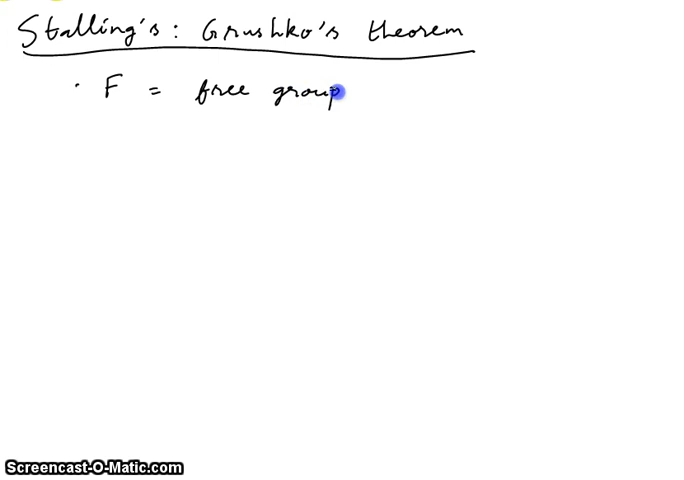 Stalling's : Grushko's theorem
· F = free group
Screencast-O-Matic.com